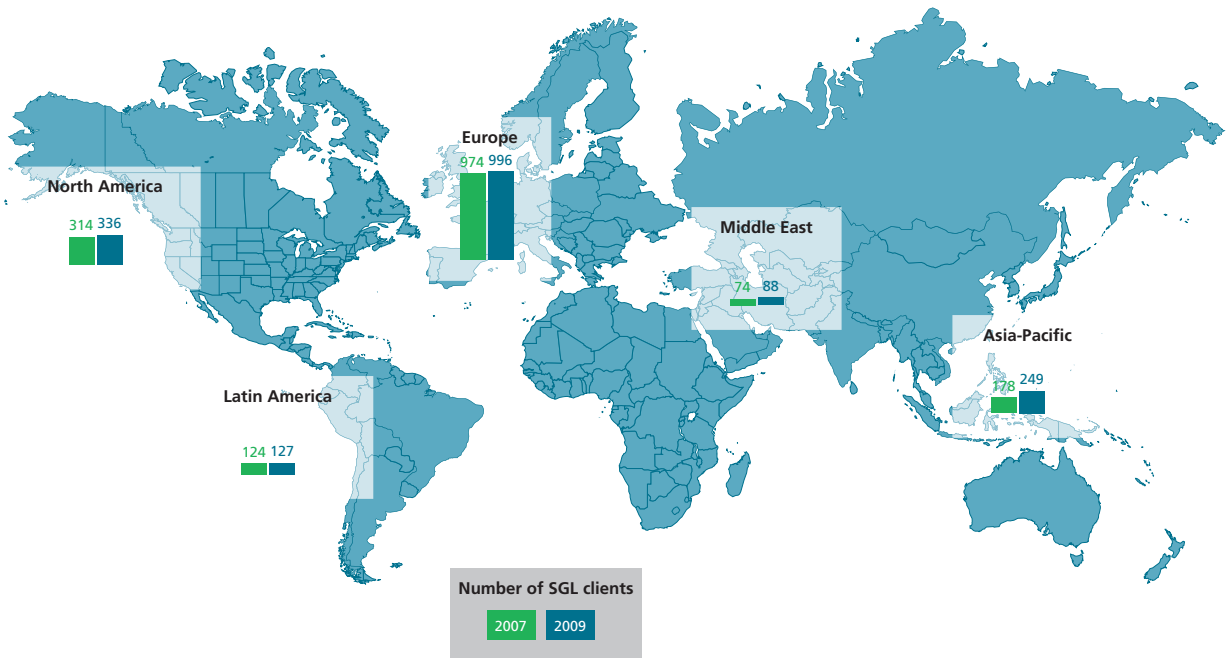 Europe
974 996
North America
314 336
Middle East
74 88
Asia-Pacific
178 249
Latin America
124 127
Number of SGL clients
2007 2009